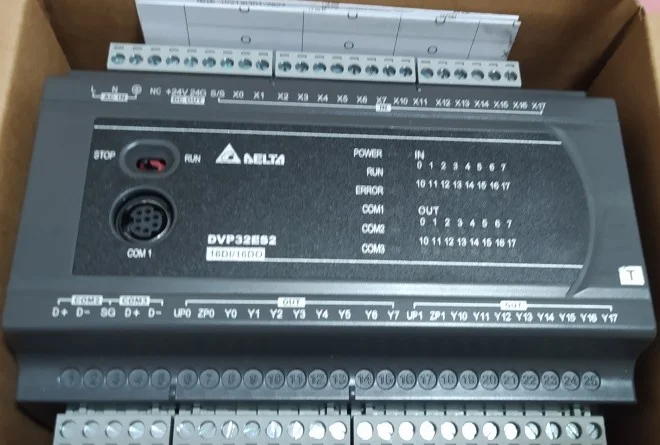 L N NC +24V 24G S/S X0 X1 X2 X3 X4 X5 X6 X7 X10 X11 X12 X13 X14 X15 X16 X17
AC IN DC OUT IN
STOP RUN
DELTA
COM 1
DVP32ES2
16DI/16DO
POWER
RUN
ERROR
COM1
COM2
COM3
IN
0 1 2 3 4 5 6 7
10 11 12 13 14 15 16 17
OUT
0 1 2 3 4 5 6 7
10 11 12 13 14 15 16 17
T
COM2 COM3 OUT OUT
D+ D- SG D+ D- UP0 ZP0 Y0 Y1 Y2 Y3 Y4 Y5 Y6 Y7 UP1 ZP1 Y10 Y11 Y12 Y13 Y14 Y15 Y16 Y17
1 2 3 4 5 6 7 8 9 10 11 12 13 14 15 16 17 18 19 20 21 22 23 24 25